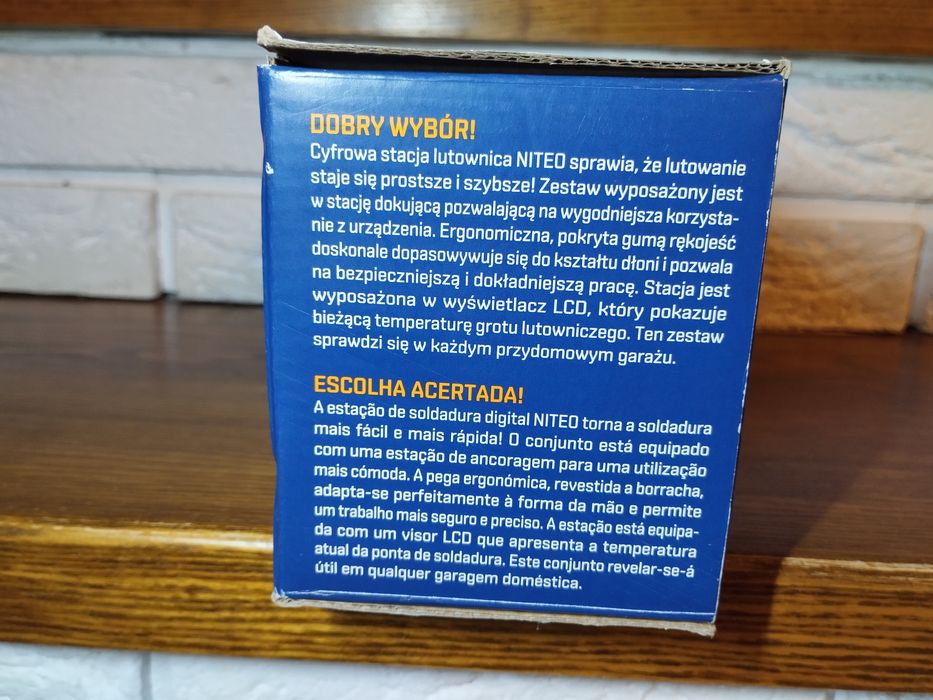 DOBRY WYBÓR!
Cyfrowa stacja lutownica NITEO sprawia, że lutowanie
staje się prostsze i szybsze! Zestaw wyposażony jest
w stację dokującą pozwalającą na wygodniejsza korzysta-
nie z urządzenia. Ergonomiczna, pokryta gumą rękojeść
doskonale dopasowywuje się do kształtu dłoni i pozwala
na bezpieczniejszą i dokładniejszą pracę. Stacja jest
wyposażona w wyświetlacz LCD, który pokazuje
bieżącą temperaturę grotu lutowniczego. Ten zestaw
sprawdzi się w każdym przydomowym garażu.
ESCOLHA ACERTADA!
A estação de soldadura digital NITEO torna a soldadura
mais fácil e mais rápida! O conjunto está equipado
com uma estação de ancoragem para uma utilização
mais cómoda. A pega ergonómica, revestida a borracha,
adapta-se perfeitamente à forma da mão e permite
um trabalho mais seguro e preciso. A estação está equipa-
da com um visor LCD que apresenta a temperatura
atual da ponta de soldadura. Este conjunto revelar-se-á
útil em qualquer garagem doméstica.